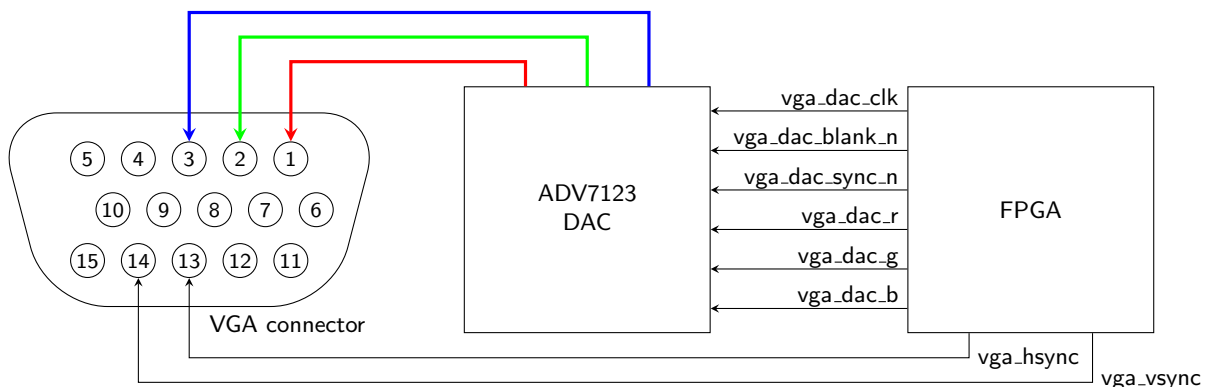 vga_dac_clk
vga_dac_blank_n
vga_dac_sync_n
vga_dac_r
vga_dac_g
vga_dac_b
5 4 3 2 1
10 9 8 7 6
15 14 13 12 11
VGA connector
ADV7123
DAC
FPGA
vga_hsync
vga_vsync